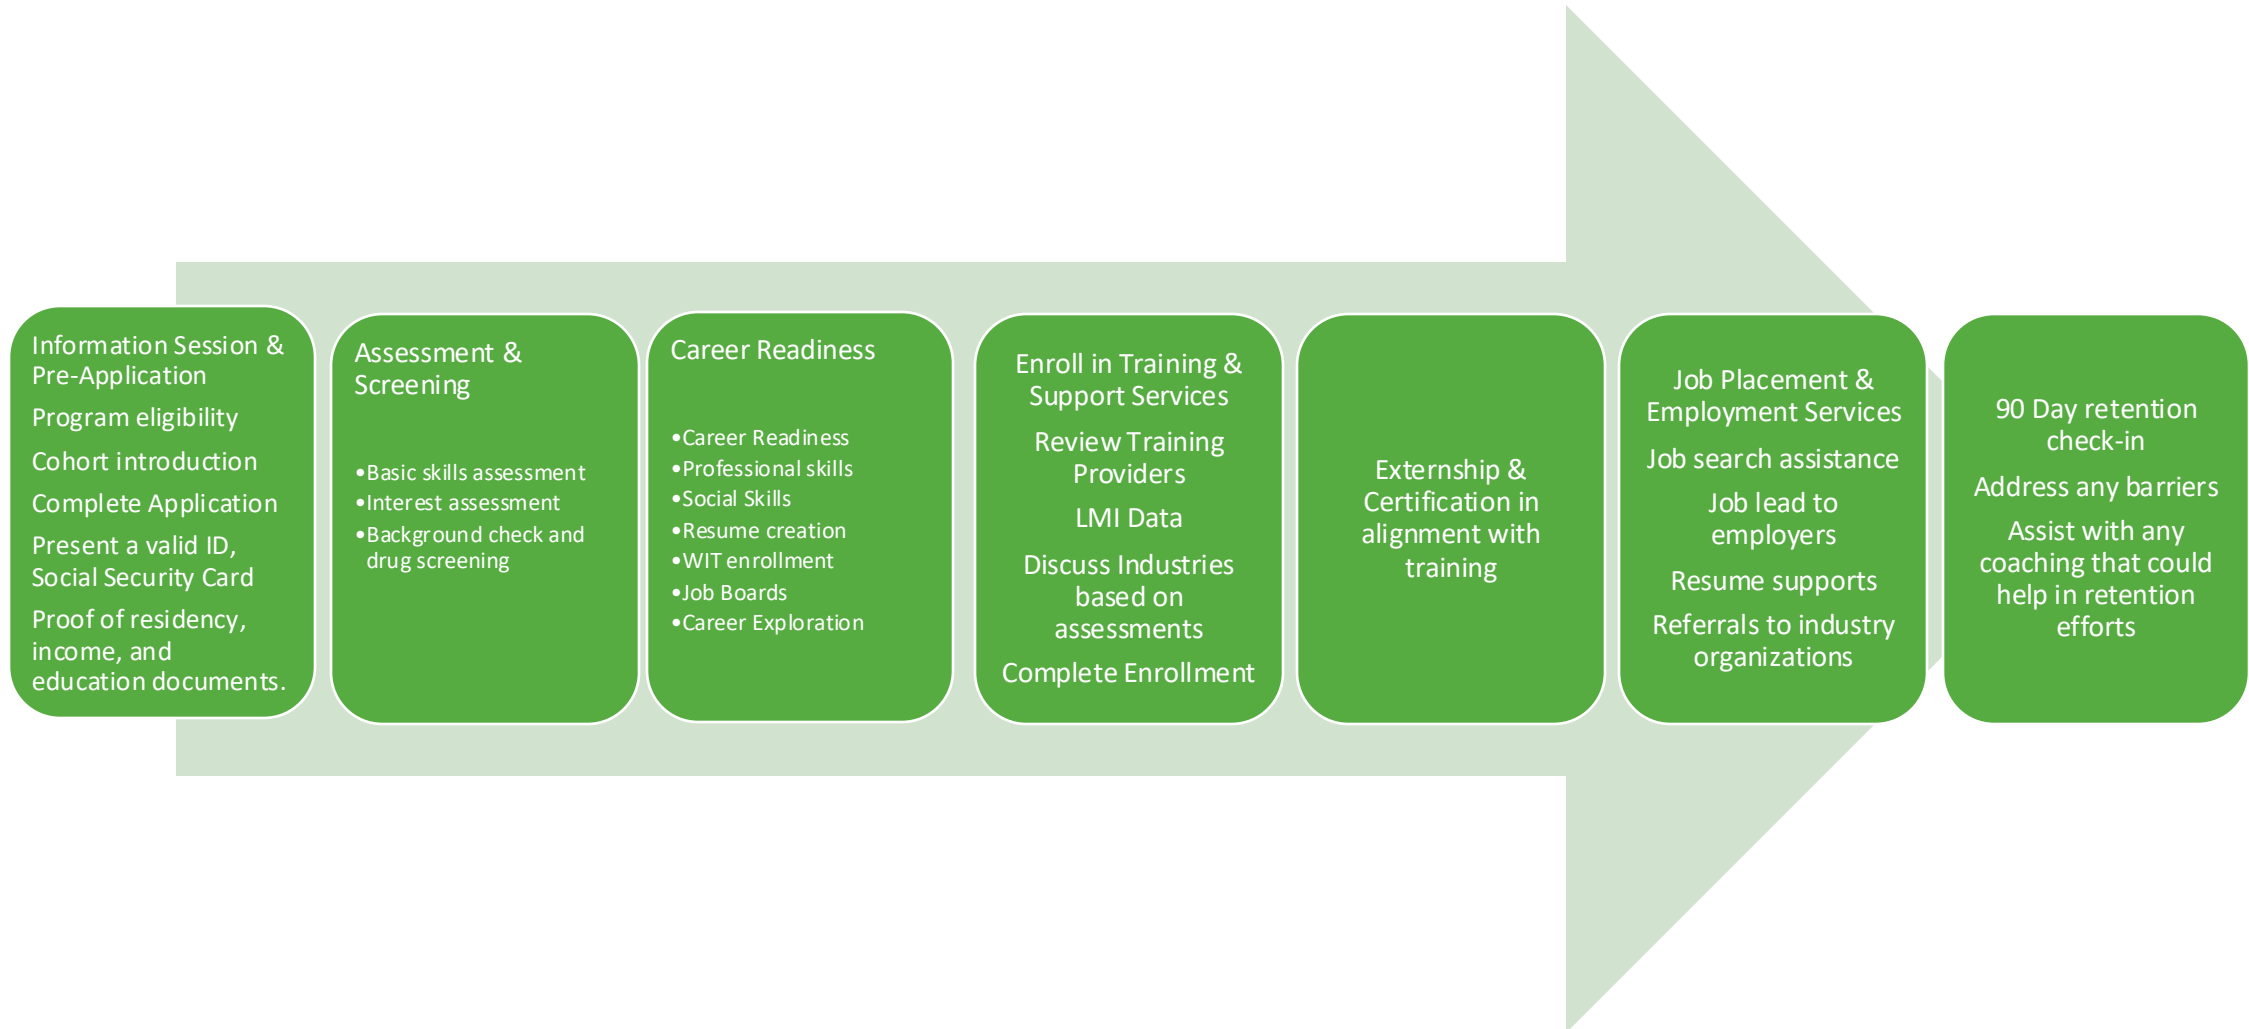 Information Session &
Pre-Application
Program eligibility
Cohort introduction
Complete Application
Present a valid ID,
Social Security Card
Proof of residency,
income, and
education documents.
Assessment &
Screening
•Basic skills assessment
•Interest assessment
•Background check and
drug screening
Career Readiness
•Career Readiness
•Professional skills
•Social Skills
•Resume creation
•WIT enrollment
•Job Boards
•Career Exploration
Enroll in Training &
Support Services
Review Training
Providers
LMI Data
Discuss Industries
based on
assessments
Complete Enrollment
Externship &
Certification in
alignment with
training
Job Placement &
Employment Services
Job search assistance
Job lead to
employers
Resume supports
Referrals to industry
organizations
90 Day retention
check-in
Address any barriers
Assist with any
coaching that could
help in retention
efforts